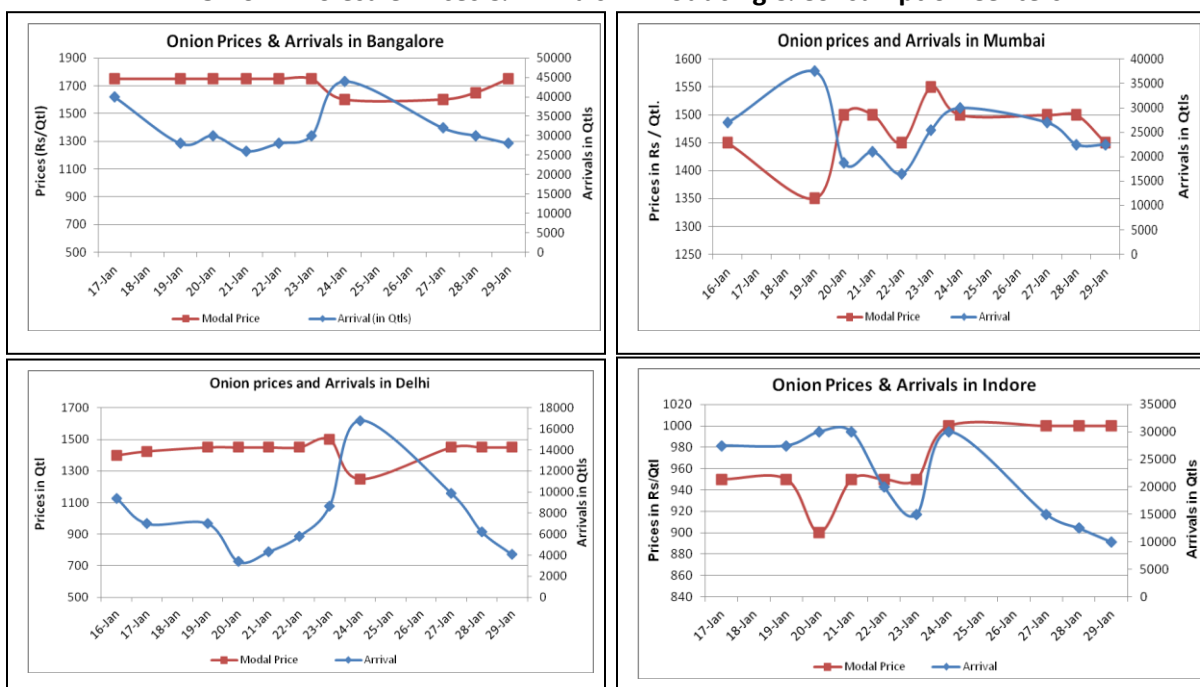 Onion Prices & Arrivals in Bangalore
Prices (Rs/Qtl)
1900
1700
1500
1300
1100
900
700
500
50000
45000
40000
35000
30000
25000
20000
15000
10000
5000
0
Arrivals in Qtls
17-Jan
18-Jan
19-Jan
20-Jan
21-Jan
22-Jan
23-Jan
24-Jan
25-Jan
26-Jan
27-Jan
28-Jan
29-Jan
Modal Price Arrival (in Qtls)
Onion prices and Arrivals in Mumbai
Prices in Rs / Qtl.
1600
1550
1500
1450
1400
1350
1300
1250
40000
35000
30000
25000
20000
15000
10000
5000
0
Arrivals in Qtls
16-Jan
17-Jan
18-Jan
19-Jan
20-Jan
21-Jan
22-Jan
23-Jan
24-Jan
25-Jan
26-Jan
27-Jan
28-Jan
29-Jan
Modal Price Arrival
Onion prices and Arrivals in Delhi
Prices in Qtl
1700
1500
1300
1100
900
700
500
18000
16000
14000
12000
10000
8000
6000
4000
2000
0
Arrivals in Qtls
16-Jan
17-Jan
18-Jan
19-Jan
20-Jan
21-Jan
22-Jan
23-Jan
24-Jan
25-Jan
26-Jan
27-Jan
28-Jan
29-Jan
Modal Price Arrival
Onion Prices & Arrivals in Indore
Prices in Rs/Qtl
1020
1000
980
960
940
920
900
880
860
840
35000
30000
25000
20000
15000
10000
5000
0
Arrivals in Qtls
17-Jan
18-Jan
19-Jan
20-Jan
21-Jan
22-Jan
23-Jan
24-Jan
25-Jan
26-Jan
27-Jan
28-Jan
29-Jan
Modal Price Arrival